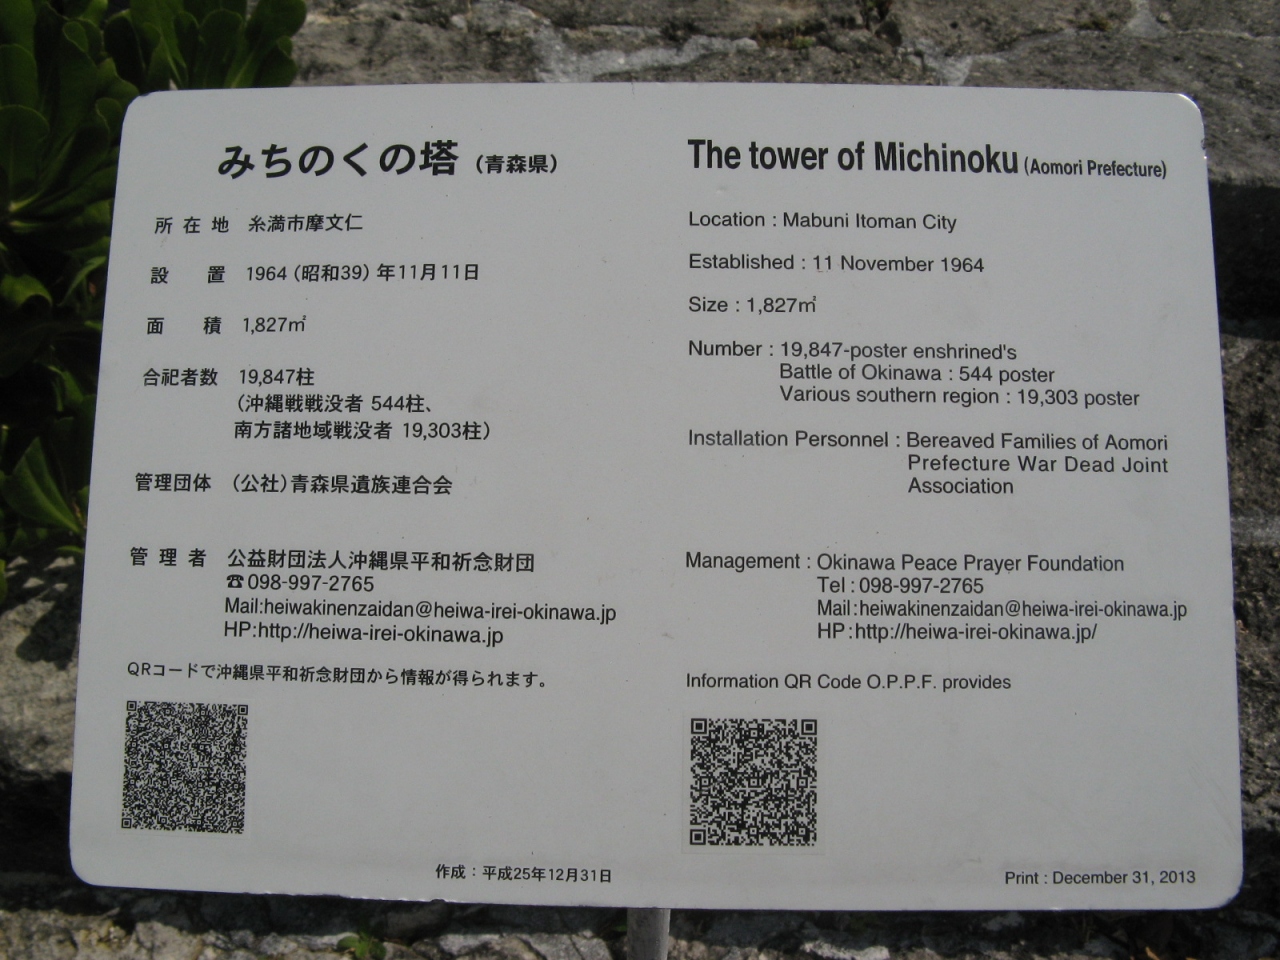 みちのくの塔 (青森県)
所在地 糸満市摩文仁
設置 1964 (昭和39) 年11月11日
面積 1,827㎡
合祀者数 19,847柱
(沖縄戦戦没者 544柱、
南方諸地域戦没者 19,303柱)
管理団体 (公社)青森県遺族連合会
管理者 公益財団法人沖縄県平和祈念財団
☎098-997-2765
Mail:heiwakinenzaidan@heiwa-irei-okinawa.jp
HP:http://heiwa-irei-okinawa.jp
QRコードで沖縄県平和祈念財団から情報が得られます。
作成：平成25年12月31日
The tower of Michinoku (Aomori Prefecture)
Location : Mabuni Itoman City
Established : 11 November 1964
Size : 1,827㎡
Number : 19,847-poster enshrined's
Battle of Okinawa : 544 poster
Various southern region : 19,303 poster
Installation Personnel : Bereaved Families of Aomori
Prefecture War Dead Joint
Association
Management : Okinawa Peace Prayer Foundation
Tel : 098-997-2765
Mail : heiwakinenzaidan@heiwa-irei-okinawa.jp
HP : http://heiwa-irei-okinawa.jp/
Information QR Code O.P.P.F. provides
Print : December 31, 2013